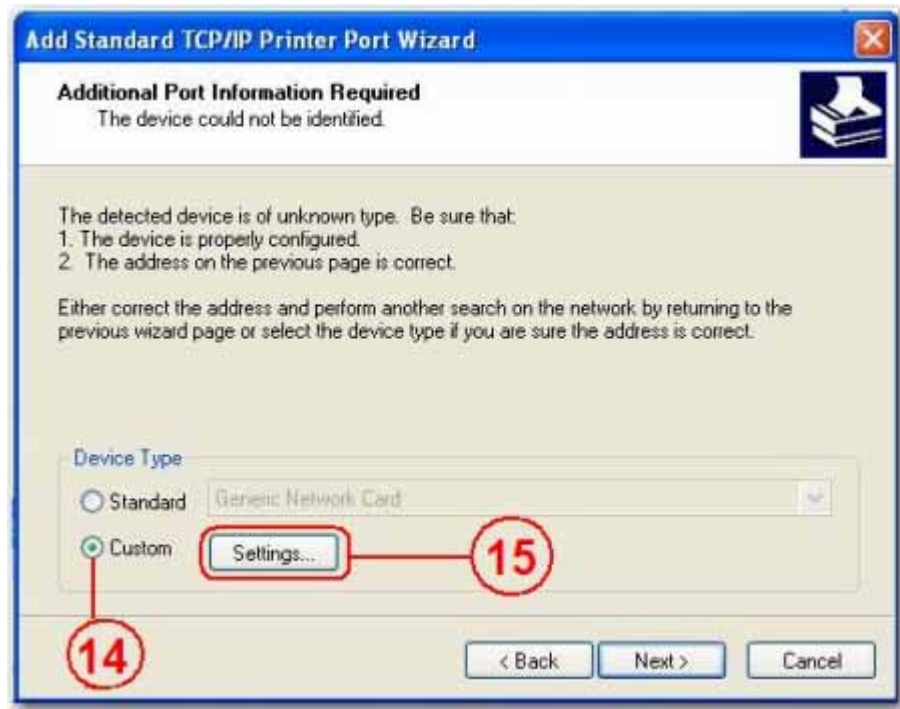 Add Standard TCP/IP Printer Port Wizard
Additional Port Information Required
The device could not be identified.
The detected device is of unknown type. Be sure that:
1. The device is properly configured.
2. The address on the previous page is correct.
Either correct the address and perform another search on the network by returning to the
previous wizard page or select the device type if you are sure the address is correct.
Device Type
Standard Generic Network Card
Custom Settings... 15
14
< Back Next > Cancel